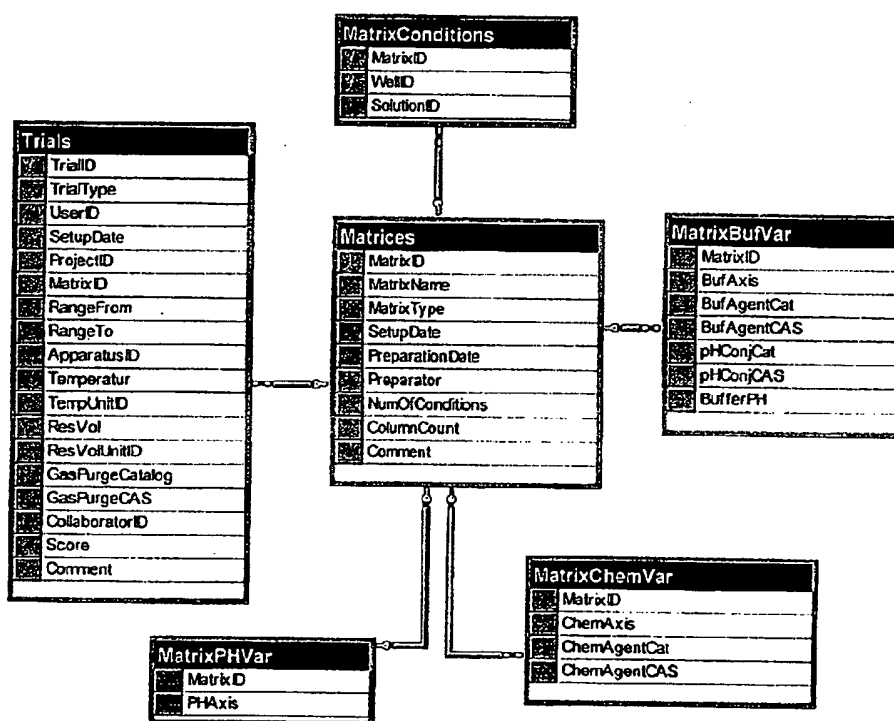 MatrixConditions
MatrixID
WellID
SolutionID
Trials
TrialID
TrialType
UserID
SetupDate
ProjectID
MatrixID
RangeFrom
RangeTo
ApparatusID
Temperatur
TempUnitID
ResVol
ResVolUnitID
GasPurgeCatalog
GasPurgeCAS
CollaboratorID
Score
Comment
Matrices
MatrixID
MatrixName
MatrixType
SetupDate
PreparationDate
Preparator
NumOfConditions
ColumnCount
Comment
MatrixBufVar
MatrixID
BufAxis
BufAgentCat
BufAgentCAS
pHConjCat
pHConjCAS
BufferPH
MatrixChemVar
MatrixID
ChemAxis
ChemAgentCat
ChemAgentCAS
MatrixPHVar
MatrixID
PHAxis